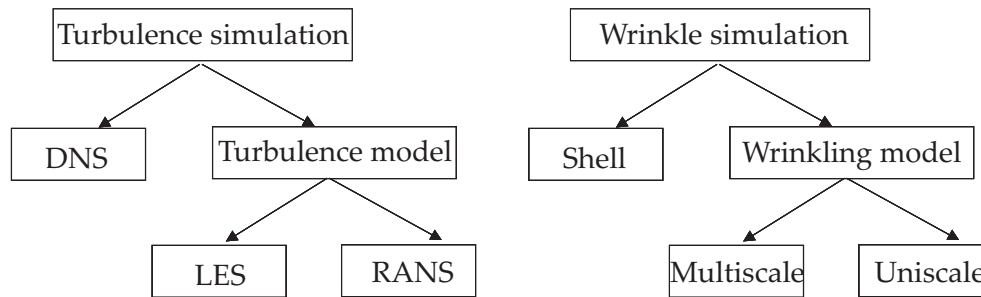 Turbulence simulation
Wrinkle simulation
DNS
Turbulence model
Shell
Wrinkling model
LES
RANS
Multiscale
Uniscale